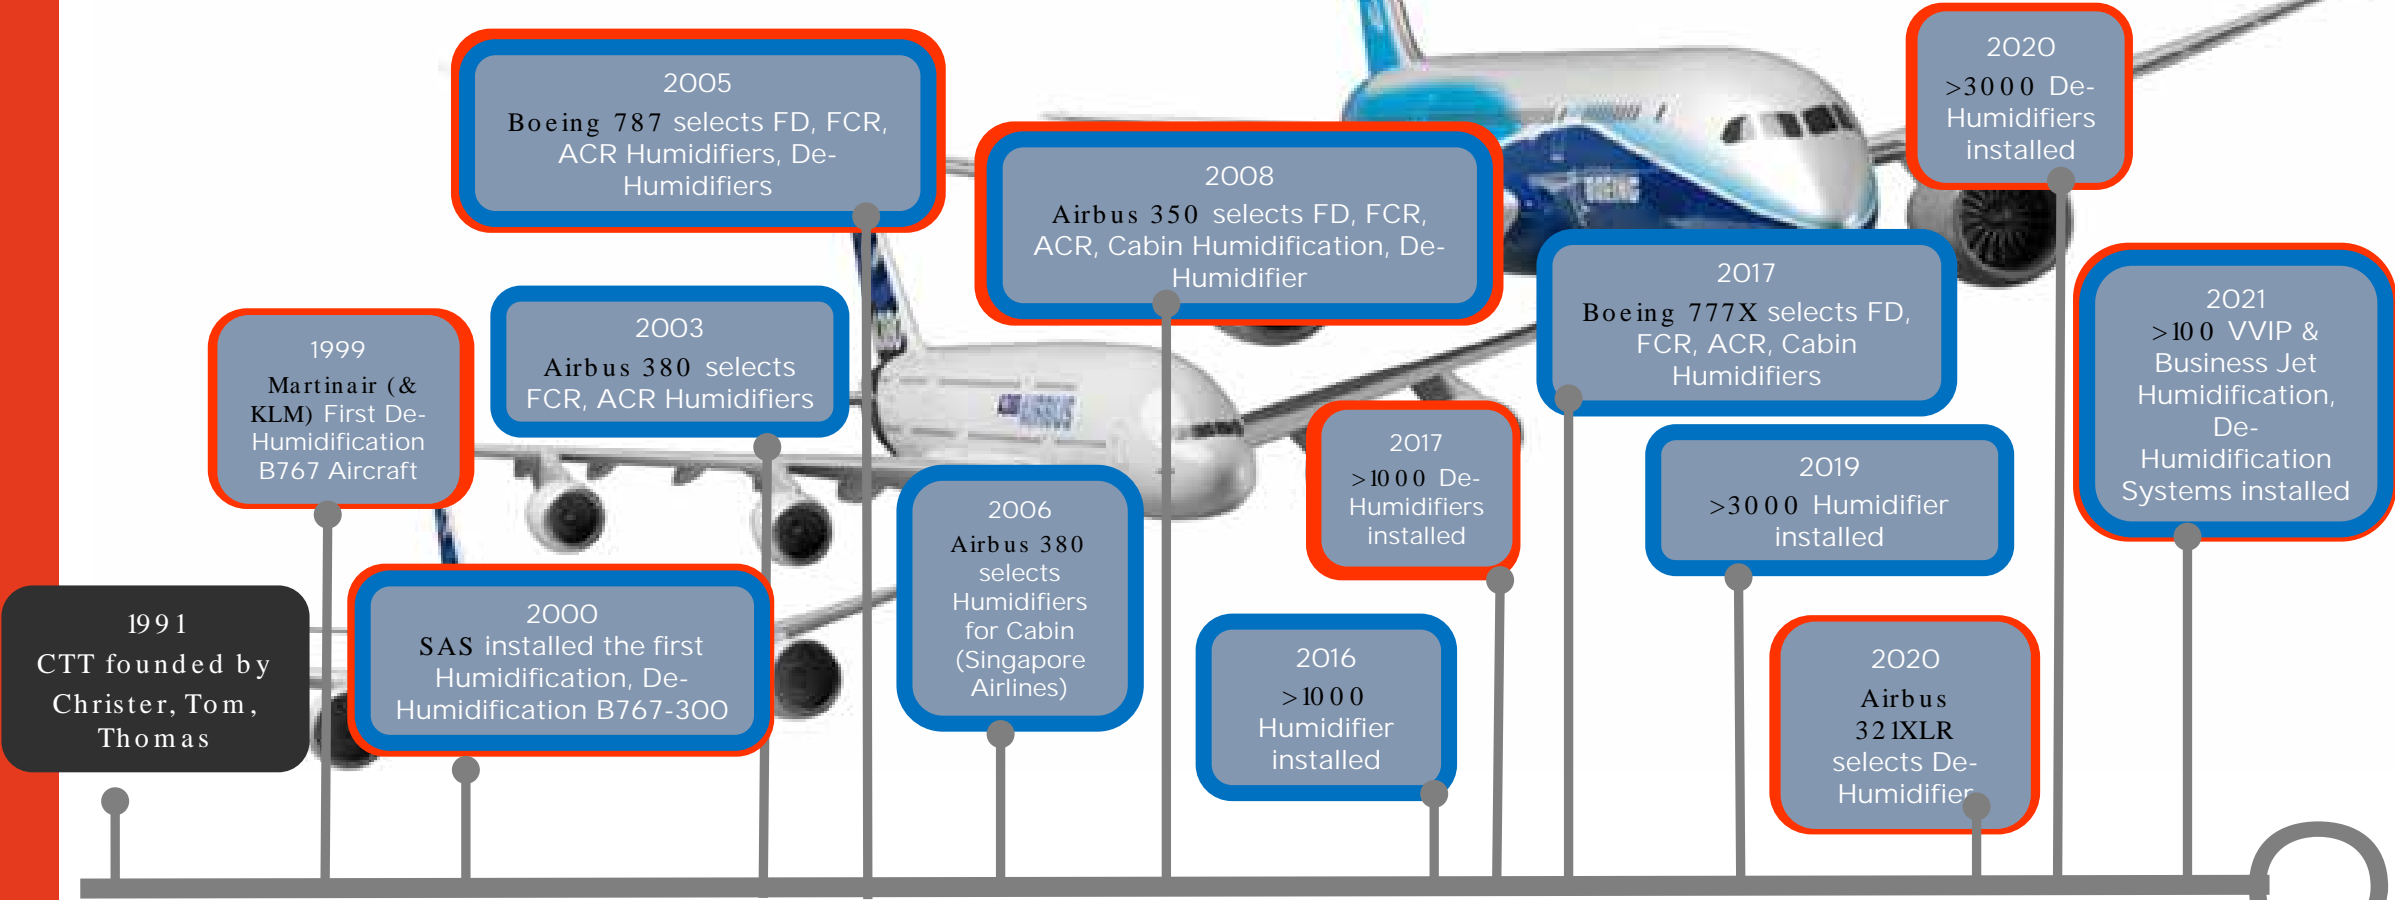 1991
CTT founded by
Christer, Tom,
Thomas
1999
Martinair (&
KLM) First De-
Humidification
B767 Aircraft
2000
SAS installed the first
Humidification, De-
Humidification B767-300
2003
Airbus 380 selects
FCR, ACR Humidifiers
2005
Boeing 787 selects FD, FCR,
ACR Humidifiers, De-
Humidifiers
2006
Airbus 380
selects
Humidifiers
for Cabin
(Singapore
Airlines)
2008
Airbus 350 selects FD, FCR,
ACR, Cabin Humidification, De-
Humidifier
2016
>1000
Humidifier
installed
2017
>1000 De-
Humidifiers
installed
2017
Boeing 777X selects FD,
FCR, ACR, Cabin
Humidifiers
2019
>3000 Humidifier
installed
2020
Airbus
321XLR
selects De-
Humidifier
2020
>3000 De-
Humidifiers
installed
2021
>100 VVIP &
Business Jet
Humidification,
De-
Humidification
Systems installed